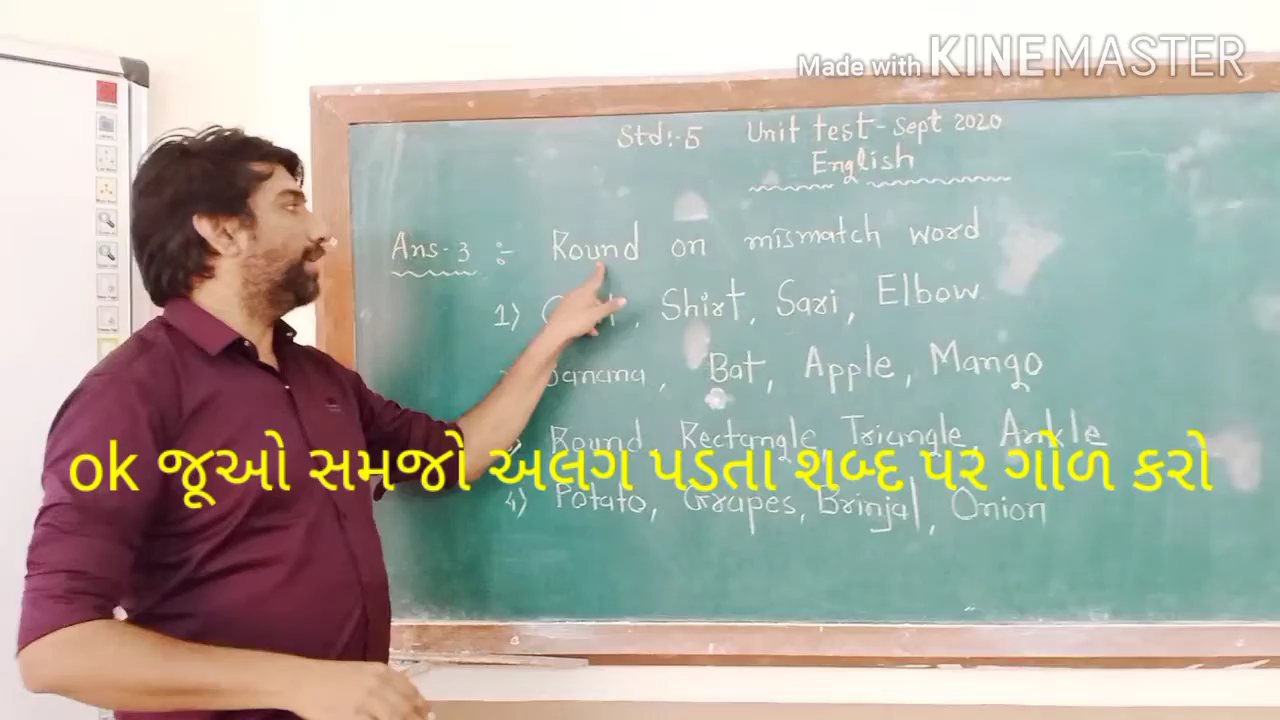 Made with KINEMASTER
Std:-5 Unit test - Sept 2020
English
Ans-3 :- Round on mismatch word
1) Shirt, Sari, Elbow
Banana, Bat, Apple, Mango
Round, Rectangle, Triangle, Ankle
ok જૂઓ સમજો અલગ પડતા શબ્દ પર ગોળ કરો
4) Potato, Grapes, Brinjal, Onion